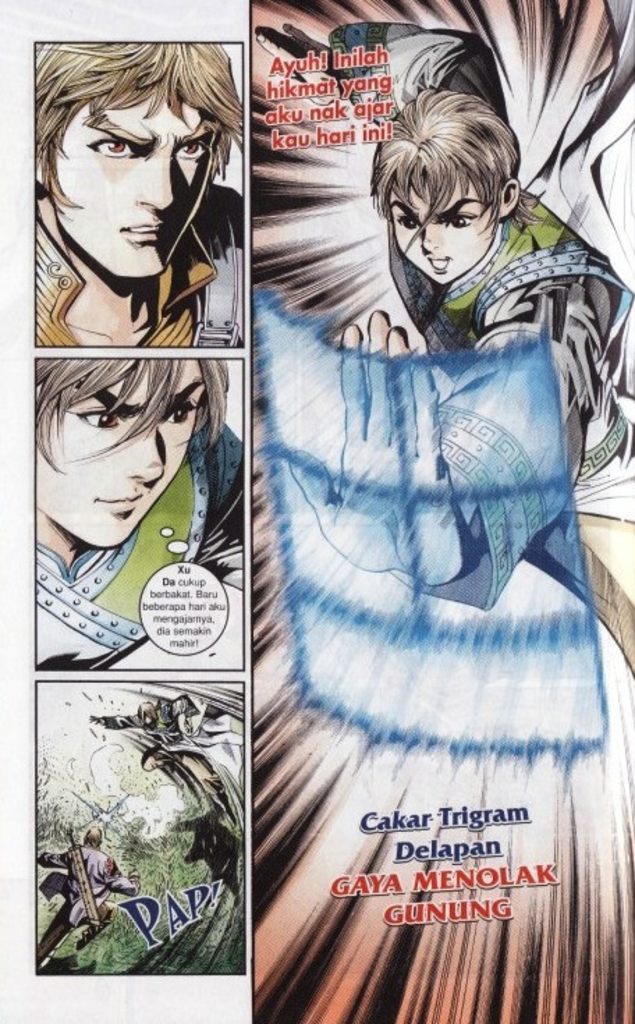 Ayuh! Inilah
hikmat yang
aku nak ajar
kau hari ini!
Xu
Da cukup
berbakat. Baru
beberapa hari aku
mengajarnya,
dia semakin
mahir!
PAP!
Cakar Trigram
Delapan
GAYA MENOLAK
GUNUNG